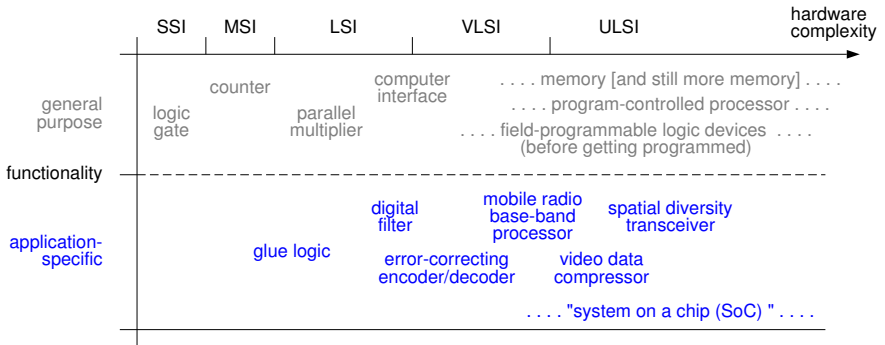 SSI MSI LSI VLSI ULSI hardware
complexity
general
purpose
logic
gate
counter
parallel
multiplier
computer
interface
. . . . memory [and still more memory] . . . .
. . . . program-controlled processor . . . .
. . . . field-programmable logic devices . . . .
(before getting programmed)
functionality
application-
specific
glue logic
digital
filter
error-correcting
encoder/decoder
mobile radio
base-band
processor
video data
compressor
spatial diversity
transceiver
. . . . "system on a chip (SoC) " . . . .